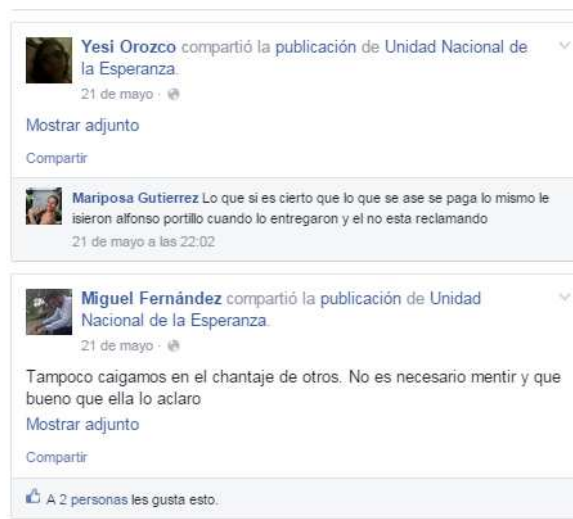 Yesi Orozco compartió la publicación de Unidad Nacional de
la Esperanza.
21 de mayo ·
Mostrar adjunto
Compartir
Mariposa Gutierrez Lo que si es cierto que lo que se ase se paga lo mismo le
isieron alfonso portillo cuando lo entregaron y el no esta reclamando
21 de mayo a las 22:02
Miguel Fernández compartió la publicación de Unidad
Nacional de la Esperanza.
21 de mayo ·
Tampoco caigamos en el chantaje de otros. No es necesario mentir y que
bueno que ella lo aclaro
Mostrar adjunto
Compartir
A 2 personas les gusta esto.